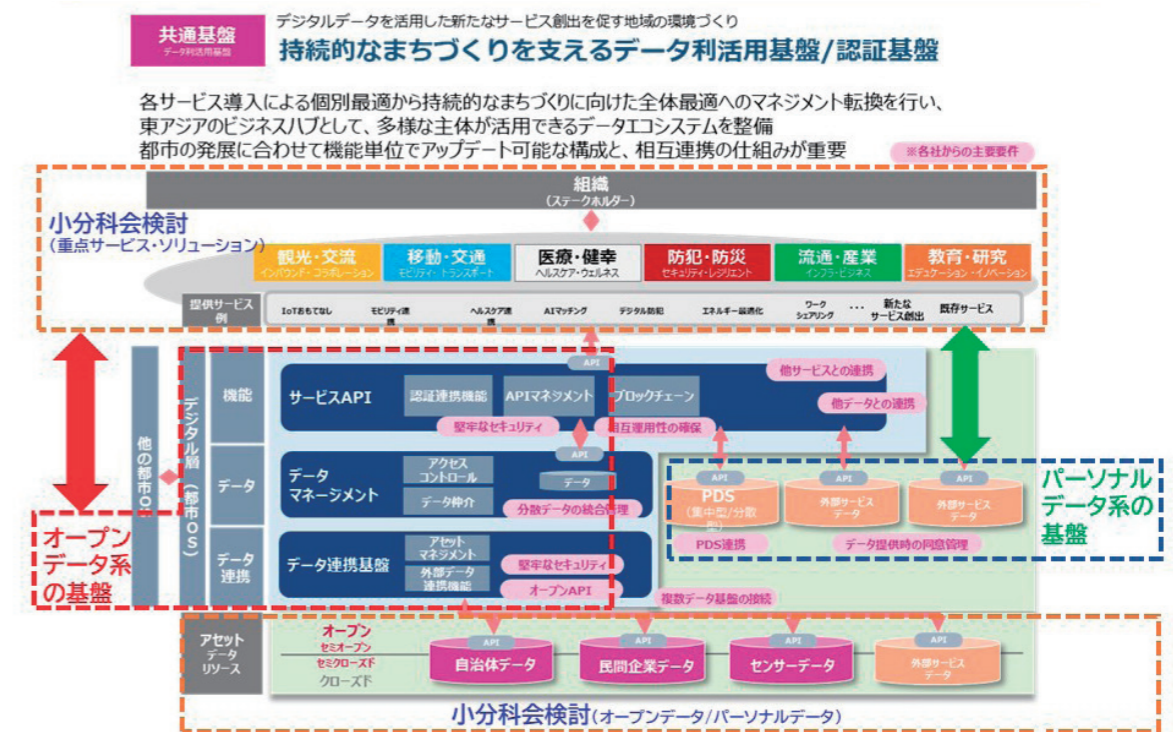 共通基盤
データ利活用基盤
デジタルデータを活用した新たなサービス創出を促す地域の環境づくり
持続的なまちづくりを支えるデータ利活用基盤/認証基盤
各サービス導入による個別最適から持続的なまちづくりに向けた全体最適へのマネジメント転換を行い、
東アジアのビジネスハブとして、多様な主体が活用できるデータエコシステムを整備
都市の発展に合わせて機能単位でアップデート可能な構成と、相互連携の仕組みが重要
※各社からの主要要件
組織
(ステークホルダー)
小分科会検討
(重点サービス・ソリューション)
観光・交流
インバウンド・コラボレーション
移動・交通
モビリティ・トランスポート
医療・健幸
ヘルスケア・ウェルネス
防犯・防災
セキュリティ・レジリエント
流通・産業
インフラ・ビジネス
教育・研究
エデュケーション・イノベーション
提供サービス
例
IoTおもてなし
モビリティ連
携
ヘルスケア連
携
AIマッチング
デジタル防犯
エネルギー最適化
ワーク
シェアリング
…
新たな
サービス創出
既存サービス
他の都市OS
デジタル層(都市OS)
機能
API
サービスAPI
認証連携機能
APIマネジメント
ブロックチェーン
他サービスとの連携
他データとの連携
堅牢なセキュリティ
相互運用性の確保
データ
データ
マネージメント
アクセス
コントロール
データ仲介
API
データ
分散データの統合管理
API
PDS
(集中型/分散
型)
PDS連携
API
外部サービス
データ
API
外部サービス
データ
データ提供時の同意管理
パーソナル
データ系の
基盤
オープン
データ系
の基盤
データ
連携
データ連携基盤
アセット
マネジメント
外部データ
連携機能
堅牢なセキュリティ
オープンAPI
複数データ基盤の接続
アセット
データ
リソース
オープン
セミオープン
セミクローズド
クローズド
API
自治体データ
API
民間企業データ
API
センサーデータ
API
外部サービス
データ
小分科会検討(オープンデータ/パーソナルデータ)